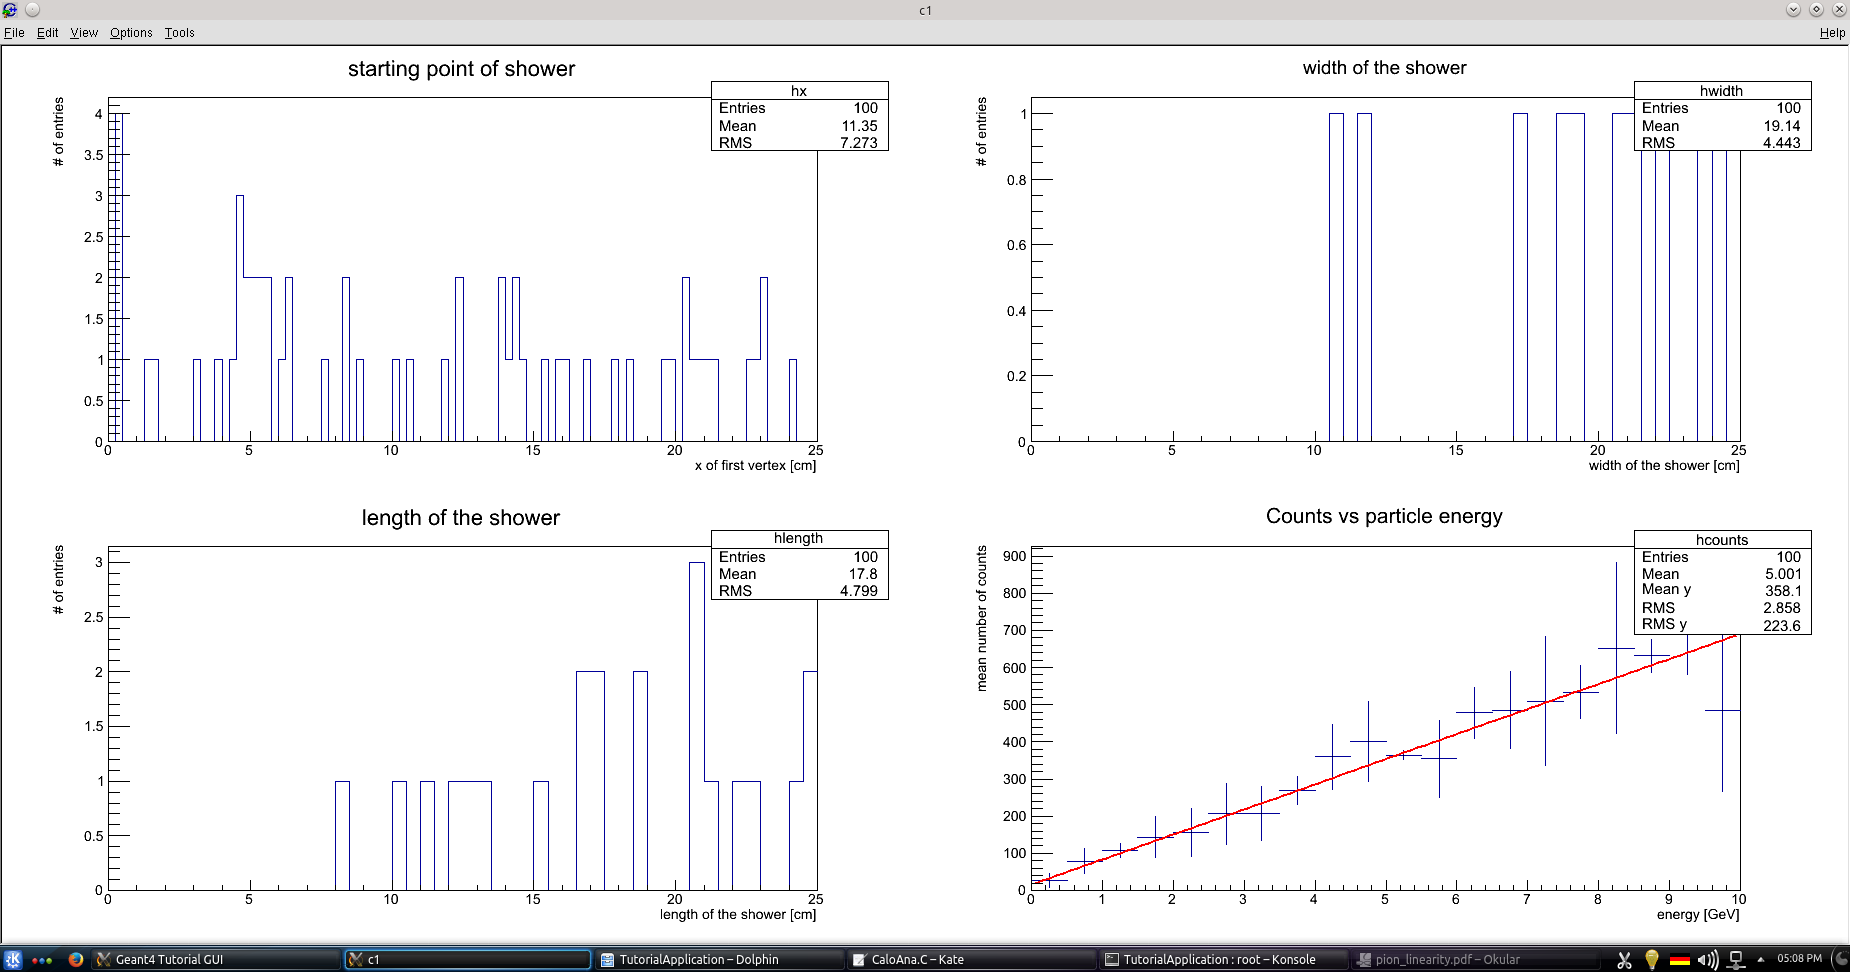 c1
File Edit View Options Tools Help
starting point of shower
# of entries
hx
Entries 100
Mean 11.35
RMS 7.273
4
3.5
3
2.5
2
1.5
1
0.5
0
0 5 10 15 20 25
x of first vertex [cm]
width of the shower
# of entries
hwidth
Entries 100
Mean 19.14
RMS 4.443
1
0.8
0.6
0.4
0.2
0
0 5 10 15 20 25
width of the shower [cm]
length of the shower
# of entries
hlength
Entries 100
Mean 17.8
RMS 4.799
3
2.5
2
1.5
1
0.5
0
0 5 10 15 20 25
length of the shower [cm]
Counts vs particle energy
mean number of counts
hcounts
Entries 100
Mean 5.001
Mean y 358.1
RMS 2.858
RMS y 223.6
900
800
700
600
500
400
300
200
100
0
0 1 2 3 4 5 6 7 8 9 10
energy [GeV]
Geant4 Tutorial GUI
c1
TutorialApplication – Dolphin
CaloAna.C – Kate
TutorialApplication : root – Konsole
pion_linearity.pdf – Okular
05:08 PM